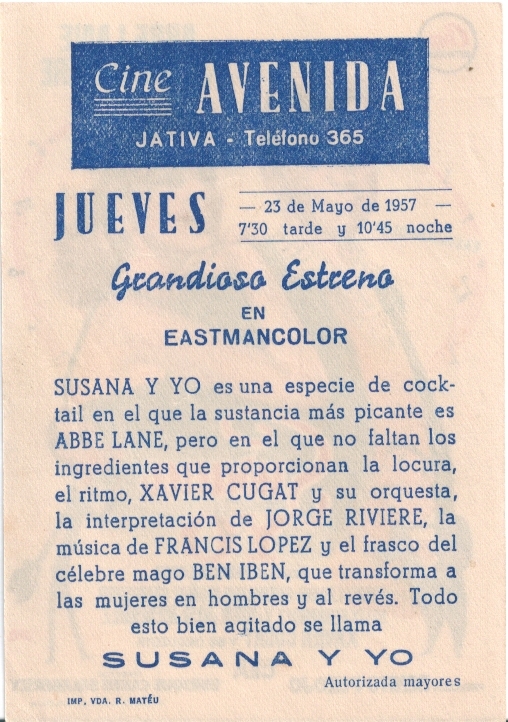 Cine AVENIDA
JATIVA - Teléfono 365
JUEVES
— 23 de Mayo de 1957 —
7'30 tarde y 10'45 noche
Grandioso Estreno
EN
EASTMANCOLOR
SUSANA Y YO es una especie de cock-
tail en el que la sustancia más picante es
ABBE LANE, pero en el que no faltan los
ingredientes que proporcionan la locura,
el ritmo, XAVIER CUGAT y su orquesta,
la interpretación de JORGE RIVIERE, la
música de FRANCIS LOPEZ y el frasco del
célebre mago BEN IBEN, que transforma a
las mujeres en hombres y al revés. Todo
esto bien agitado se llama
SUSANA Y YO
Autorizada mayores
IMP, VDA. R. MATÉU